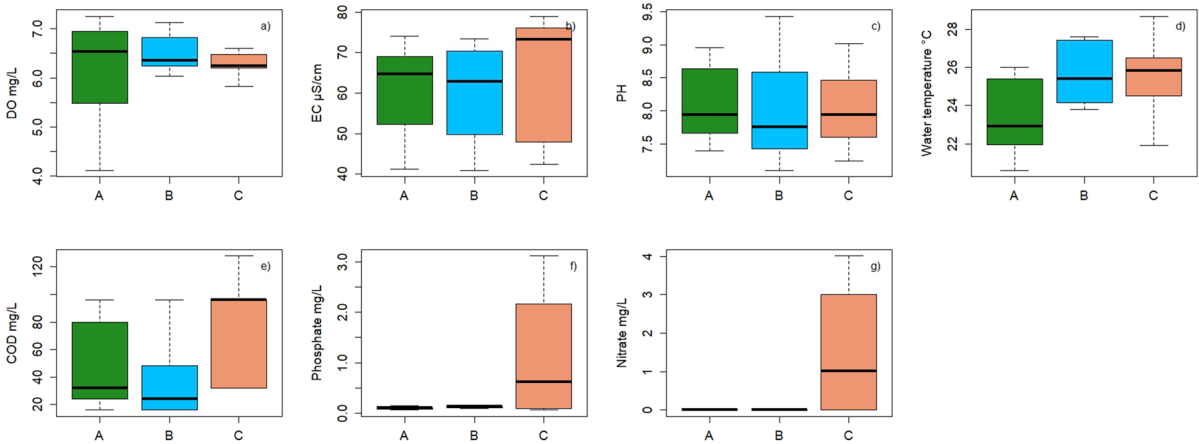 a)
DO mg/L
7.0
6.0
5.0
4.0
A B C
b)
EC µS/cm
80
70
60
50
40
A B C
c)
PH
9.5
9.0
8.5
8.0
7.5
A B C
d)
Water temperature °C
28
26
24
22
A B C
e)
COD mg/L
120
80
60
40
20
A B C
f)
Phosphate mg/L
3.0
2.0
1.0
0.0
A B C
g)
Nitrate mg/L
4
3
2
1
0
A B C